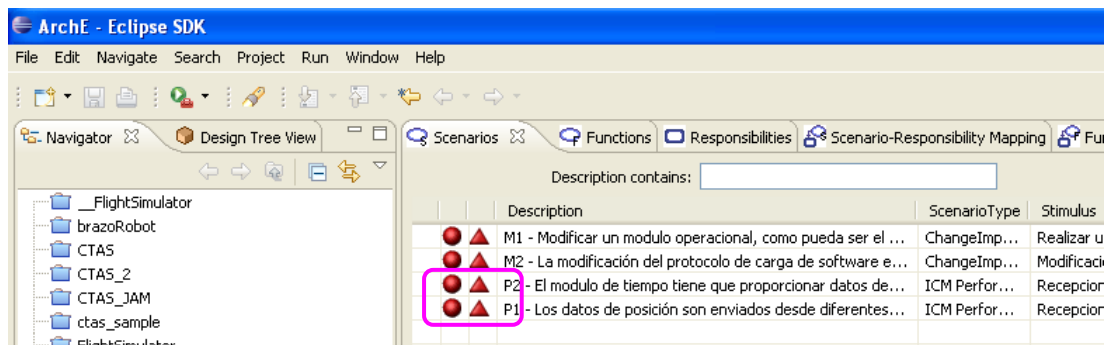 ArchE - Eclipse SDK
File Edit Navigate Search Project Run Window Help
Navigator Design Tree View Scenarios Functions Responsibilities Scenario-Responsibility Mapping Fu
Description contains:
Description ScenarioType Stimulus
__FlightSimulator
brazoRobot
CTAS
CTAS_2
CTAS_JAM
ctas_sample
FlightSimulator
M1 - Modificar un modulo operacional, como pueda ser el ... ChangeImp... Realizar u
M2 - La modificación del protocolo de carga de software e... ChangeImp... Modificaci
P2 - El modulo de tiempo tiene que proporcionar datos de... ICM Perfor... Recepcion
P1 - Los datos de posición son enviados desde diferentes... ICM Perfor... Recepcion